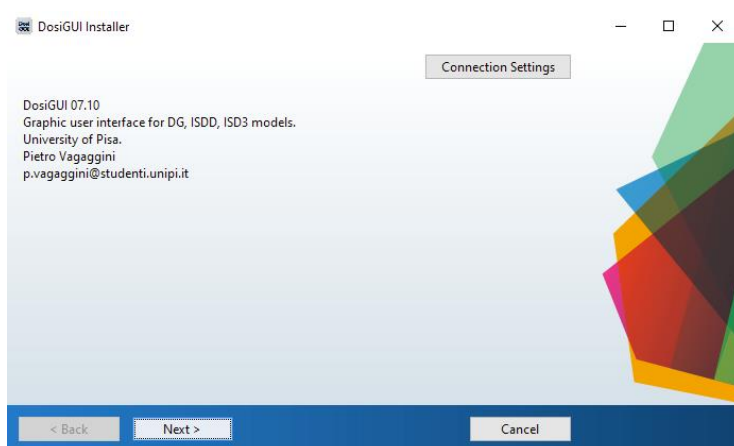 DosiGUI Installer
Connection Settings
DosiGUI 07.10
Graphic user interface for DG, ISDD, ISD3 models.
University of Pisa.
Pietro Vagaggini
p.vagaggini@studenti.unipi.it
< Back
Next >
Cancel